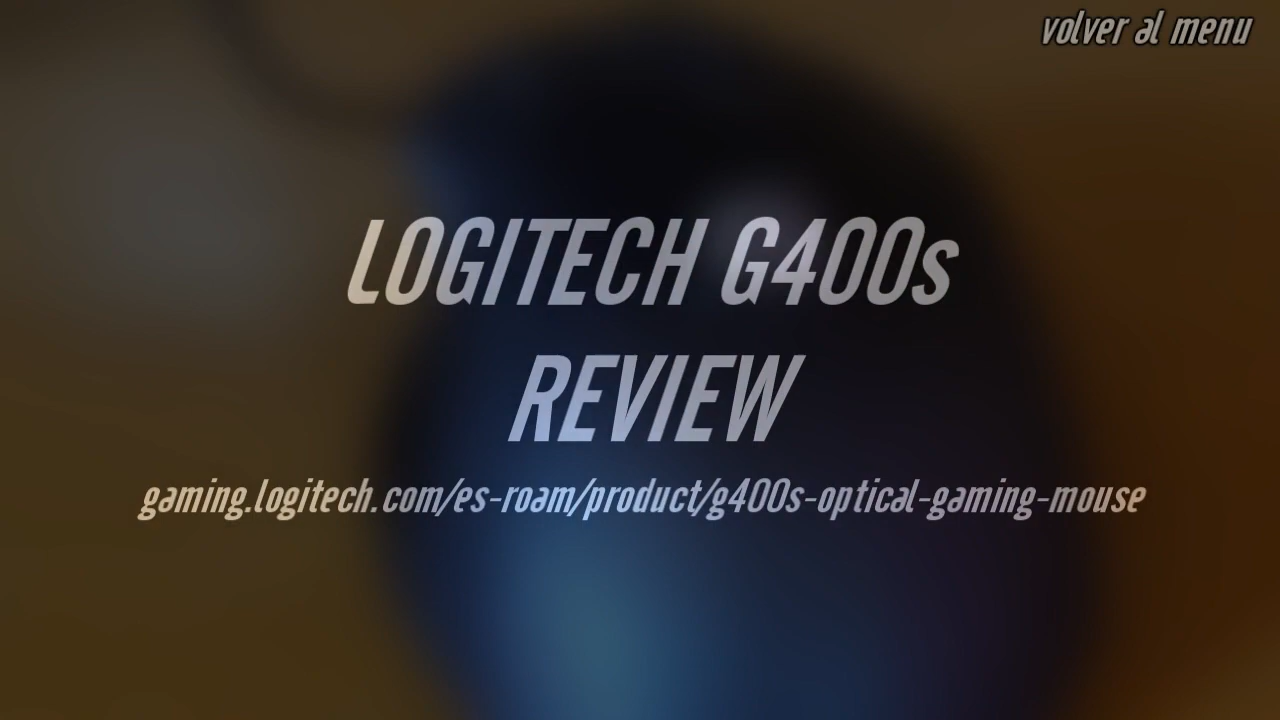 volver al menu
LOGITECH G400s
REVIEW
gaming.logitech.com/es-roam/product/g400s-optical-gaming-mouse